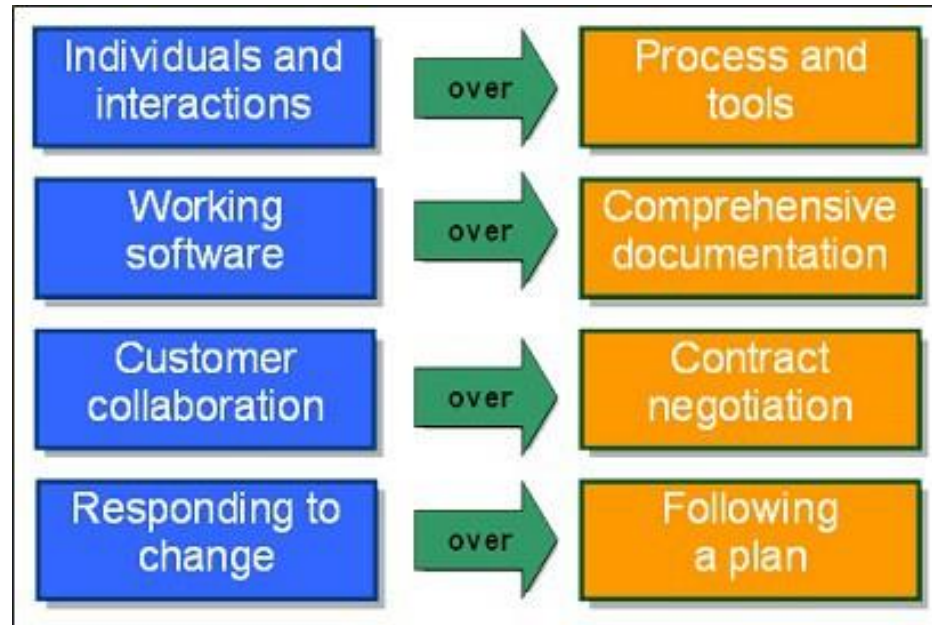 Individuals and
interactions
over
Process and
tools
Working
software
over
Comprehensive
documentation
Customer
collaboration
over
Contract
negotiation
Responding to
change
over
Following
a plan